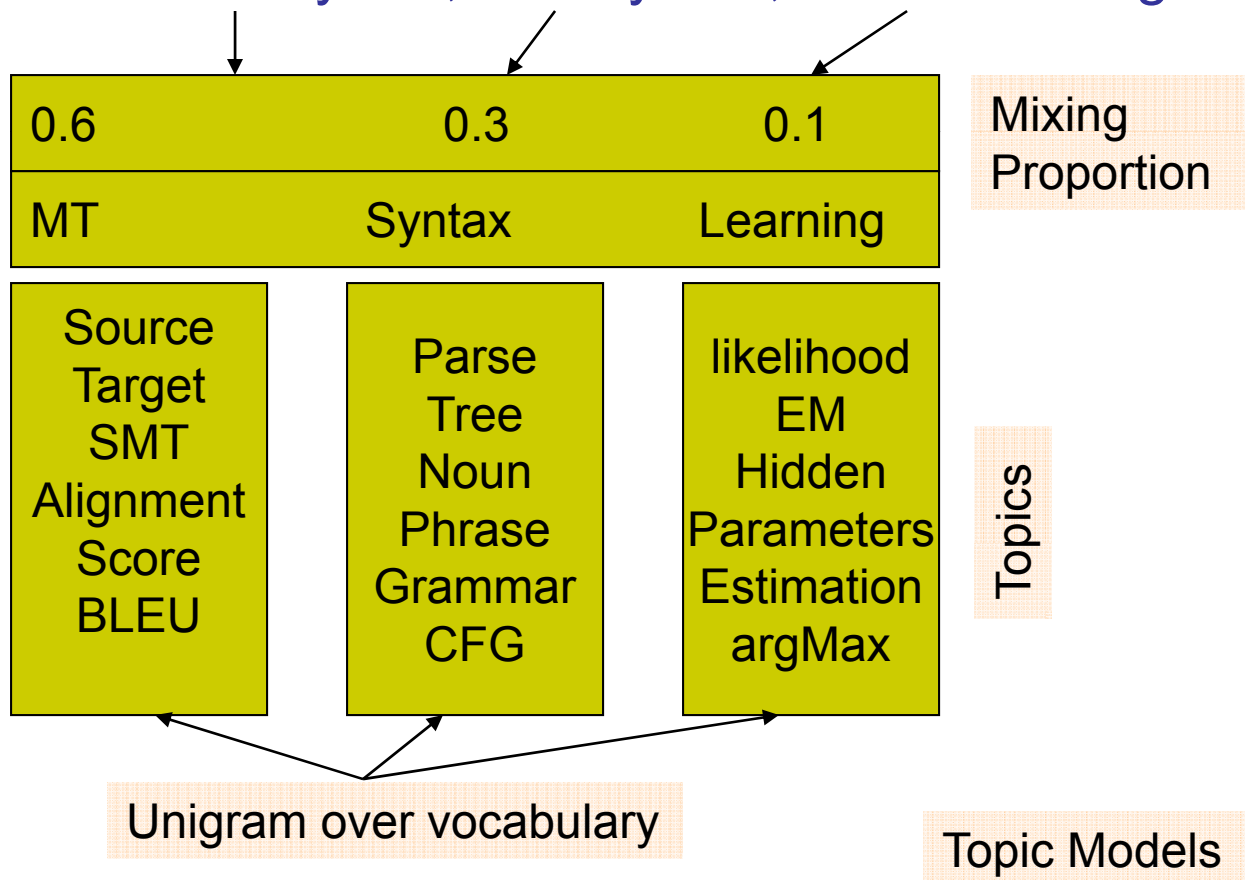 0.6 0.3 0.1
MT Syntax Learning
Mixing
Proportion
Source
Target
SMT
Alignment
Score
BLEU
Parse
Tree
Noun
Phrase
Grammar
CFG
likelihood
EM
Hidden
Parameters
Estimation
argMax
Topics
Unigram over vocabulary
Topic Models